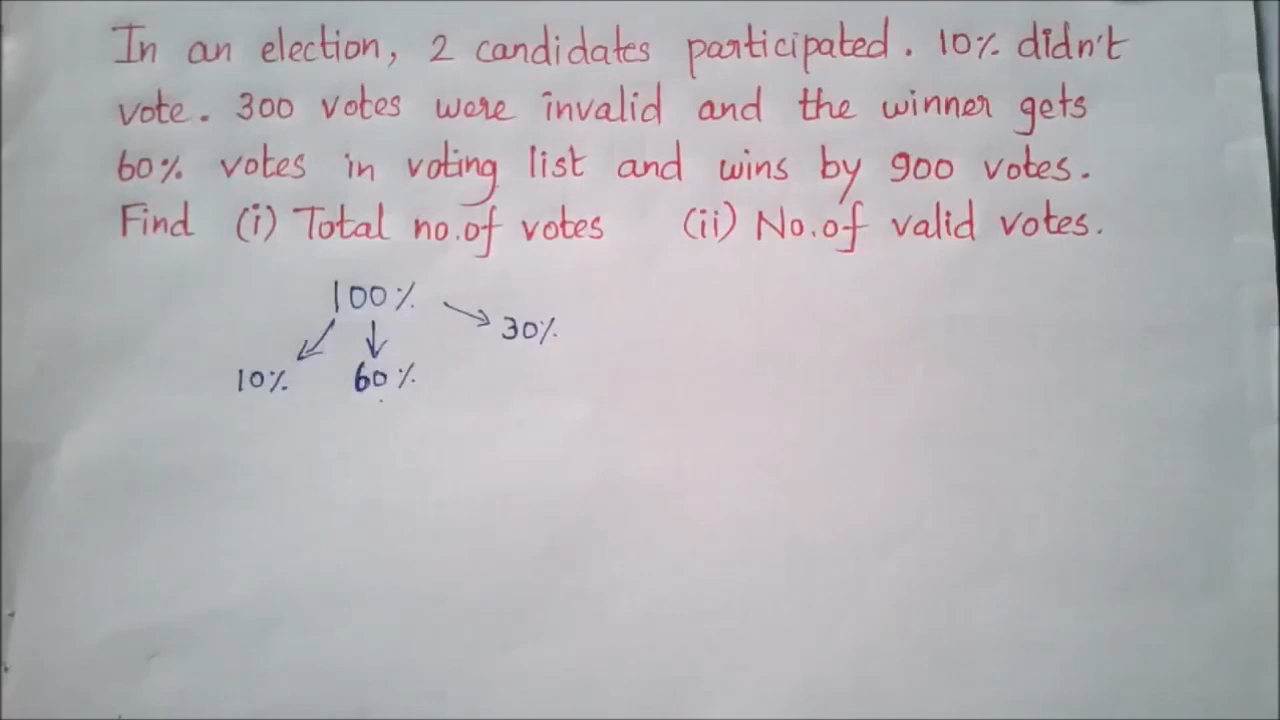 In an election, 2 candidates participated. 10% didn't
vote. 300 votes were invalid and the winner gets
60% votes in voting list and wins by 900 votes.
Find (i) Total no.of votes (ii) No.of valid votes.
100%
30%
10% 60%